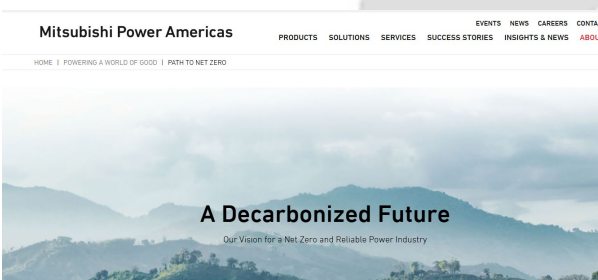 EVENTS NEWS CAREERS
Mitsubishi Power Americas
PRODUCTS SOLUTIONS SERVICES SUCCESS STORIES INSIGHTS & NEWS
HOME | POWERING A WORLD OF GOOD | PATH TO NET ZERO
A Decarbonized Future
Our Vision for a Net Zero and Reliable Power Industry